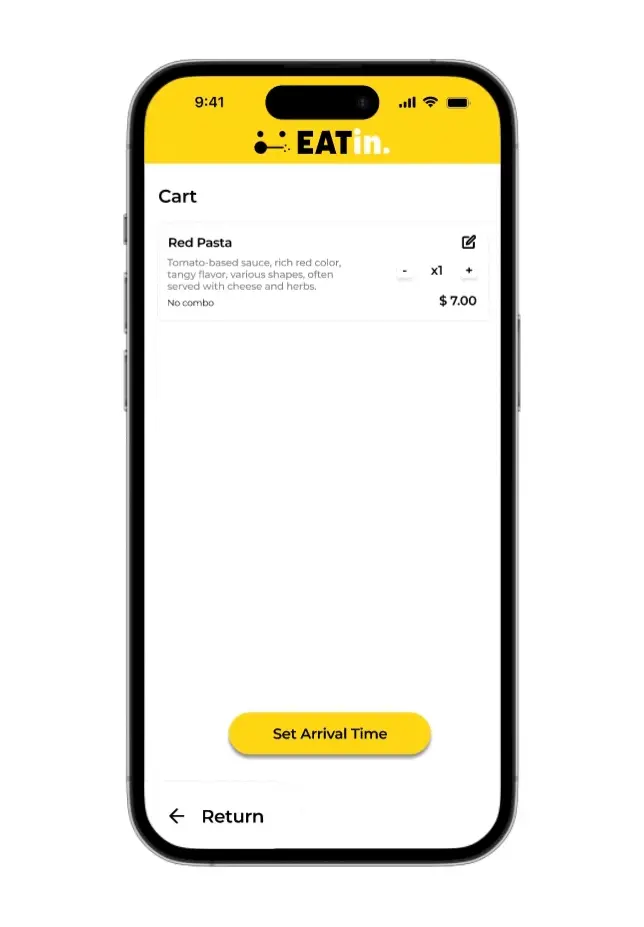 9:41
EATin.
Cart
Red Pasta
Tomato-based sauce, rich red color,
tangy flavor, various shapes, often
served with cheese and herbs.
- x1 +
No combo
$ 7.00
Set Arrival Time
← Return